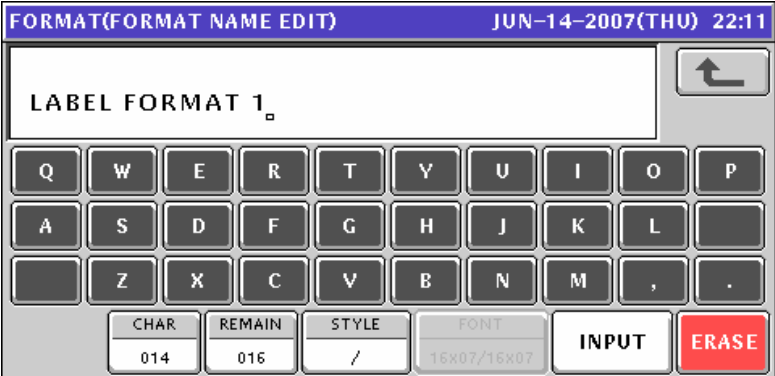 FORMAT(FORMAT NAME EDIT) JUN-14-2007(THU) 22:11
LABEL FORMAT 1
Q W E R T Y U I O P
A S D F G H J K L
Z X C V B N M , .
CHAR REMAIN STYLE FONT INPUT ERASE
014 016 / 16x07/16x07